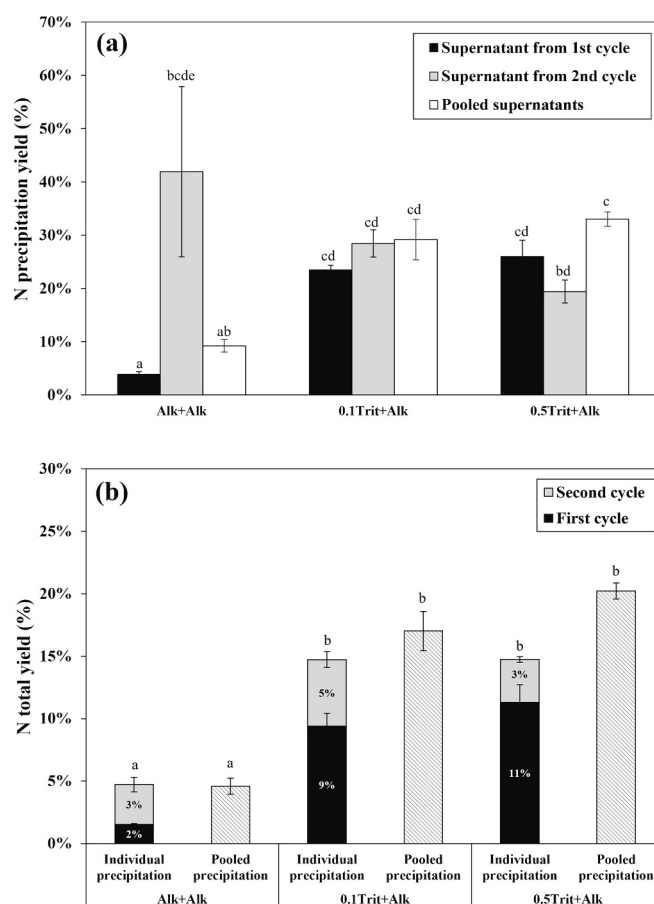 70%
(a)
Supernatant from 1st cycle
60%
bcde
Supernatant from 2nd cycle
Pooled supernatants
50%
N precipitation yield (%)
40%
c
cd
cd
cd
cd
30%
bd
20%
ab
10%
a
0%
Alk+Alk
0.1Trit+Alk
0.5Trit+Alk
30%
(b)
Second cycle
First cycle
25%
N total yield (%)
b
20%
b
b
b
15%
3%
5%
10%
a
a
11%
9%
5%
3%
2%
0%
Individual precipitation
Pooled precipitation
Individual precipitation
Pooled precipitation
Individual precipitation
Pooled precipitation
Alk+Alk
0.1Trit+Alk
0.5Trit+Alk